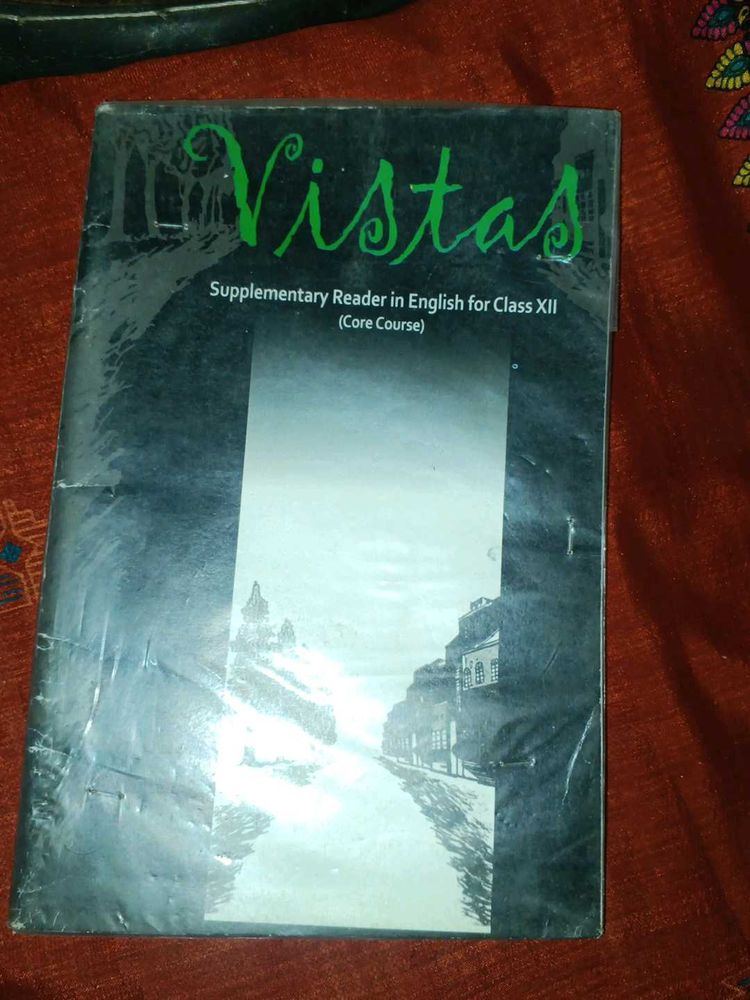 Vistas
Supplementary Reader in English for Class XII
(Core Course)